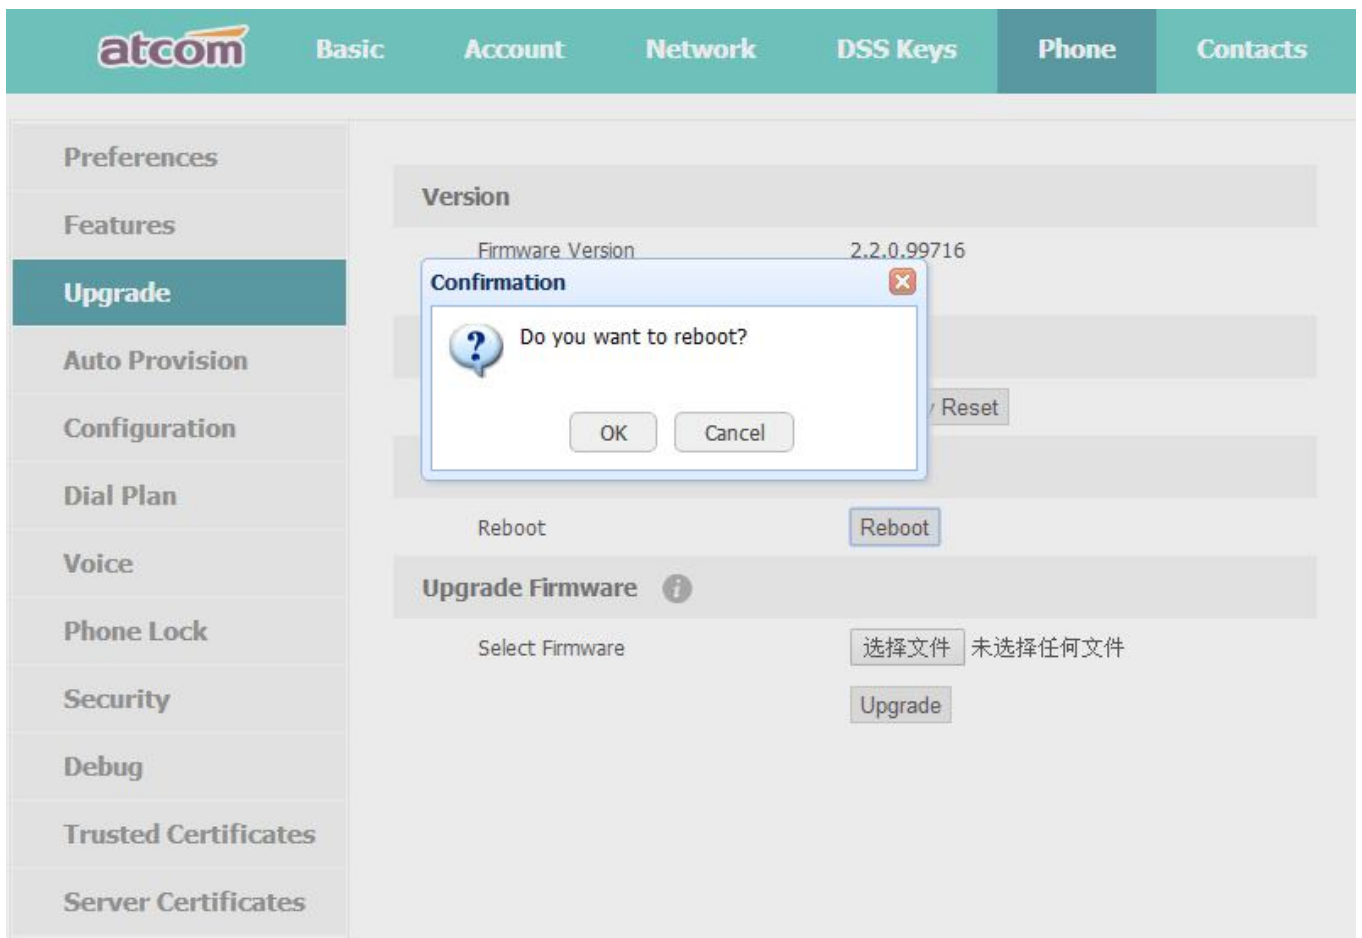 atcom Basic Account Network DSS Keys Phone Contacts
Preferences
Features
Upgrade
Auto Provision
Configuration
Dial Plan
Voice
Phone Lock
Security
Debug
Trusted Certificates
Server Certificates
Version
Firmware Version 2.2.0.99716
Confirmation
Do you want to reboot?
OK Cancel
Reset
Reboot Reboot
Upgrade Firmware
Select Firmware 选择文件 未选择任何文件
Upgrade